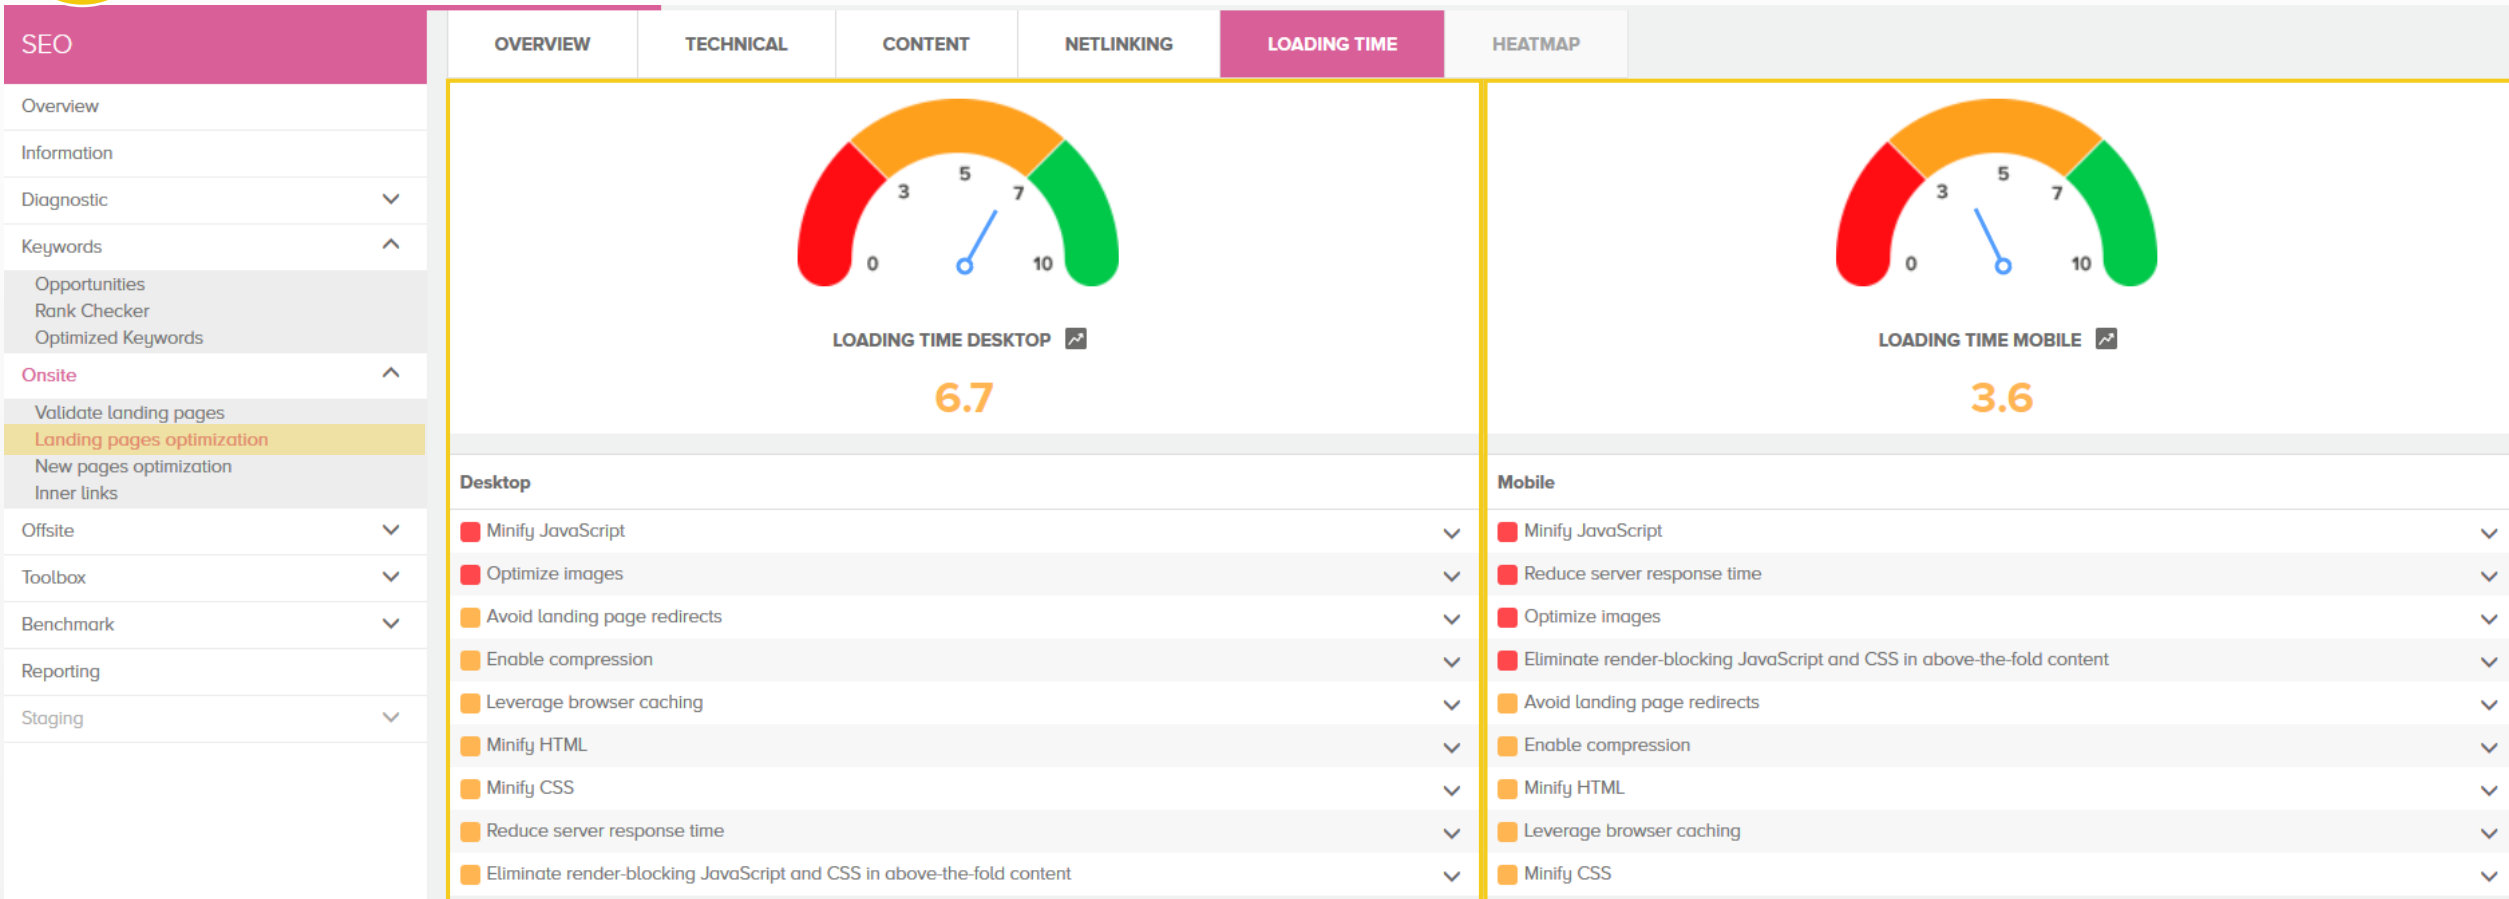 SEO
OVERVIEW
TECHNICAL
CONTENT
NETLINKING
LOADING TIME
HEATMAP
Overview
Information
Diagnostic
Keywords
Opportunities
Rank Checker
Optimized Keywords
Onsite
Validate landing pages
Landing pages optimization
New pages optimization
Inner links
Offsite
Toolbox
Benchmark
Reporting
Staging
0
3
5
7
10
LOADING TIME DESKTOP
6.7
0
3
5
7
10
LOADING TIME MOBILE
3.6
Desktop
Minify JavaScript
Optimize images
Avoid landing page redirects
Enable compression
Leverage browser caching
Minify HTML
Minify CSS
Reduce server response time
Eliminate render-blocking JavaScript and CSS in above-the-fold content
Mobile
Minify JavaScript
Reduce server response time
Optimize images
Eliminate render-blocking JavaScript and CSS in above-the-fold content
Avoid landing page redirects
Enable compression
Minify HTML
Leverage browser caching
Minify CSS